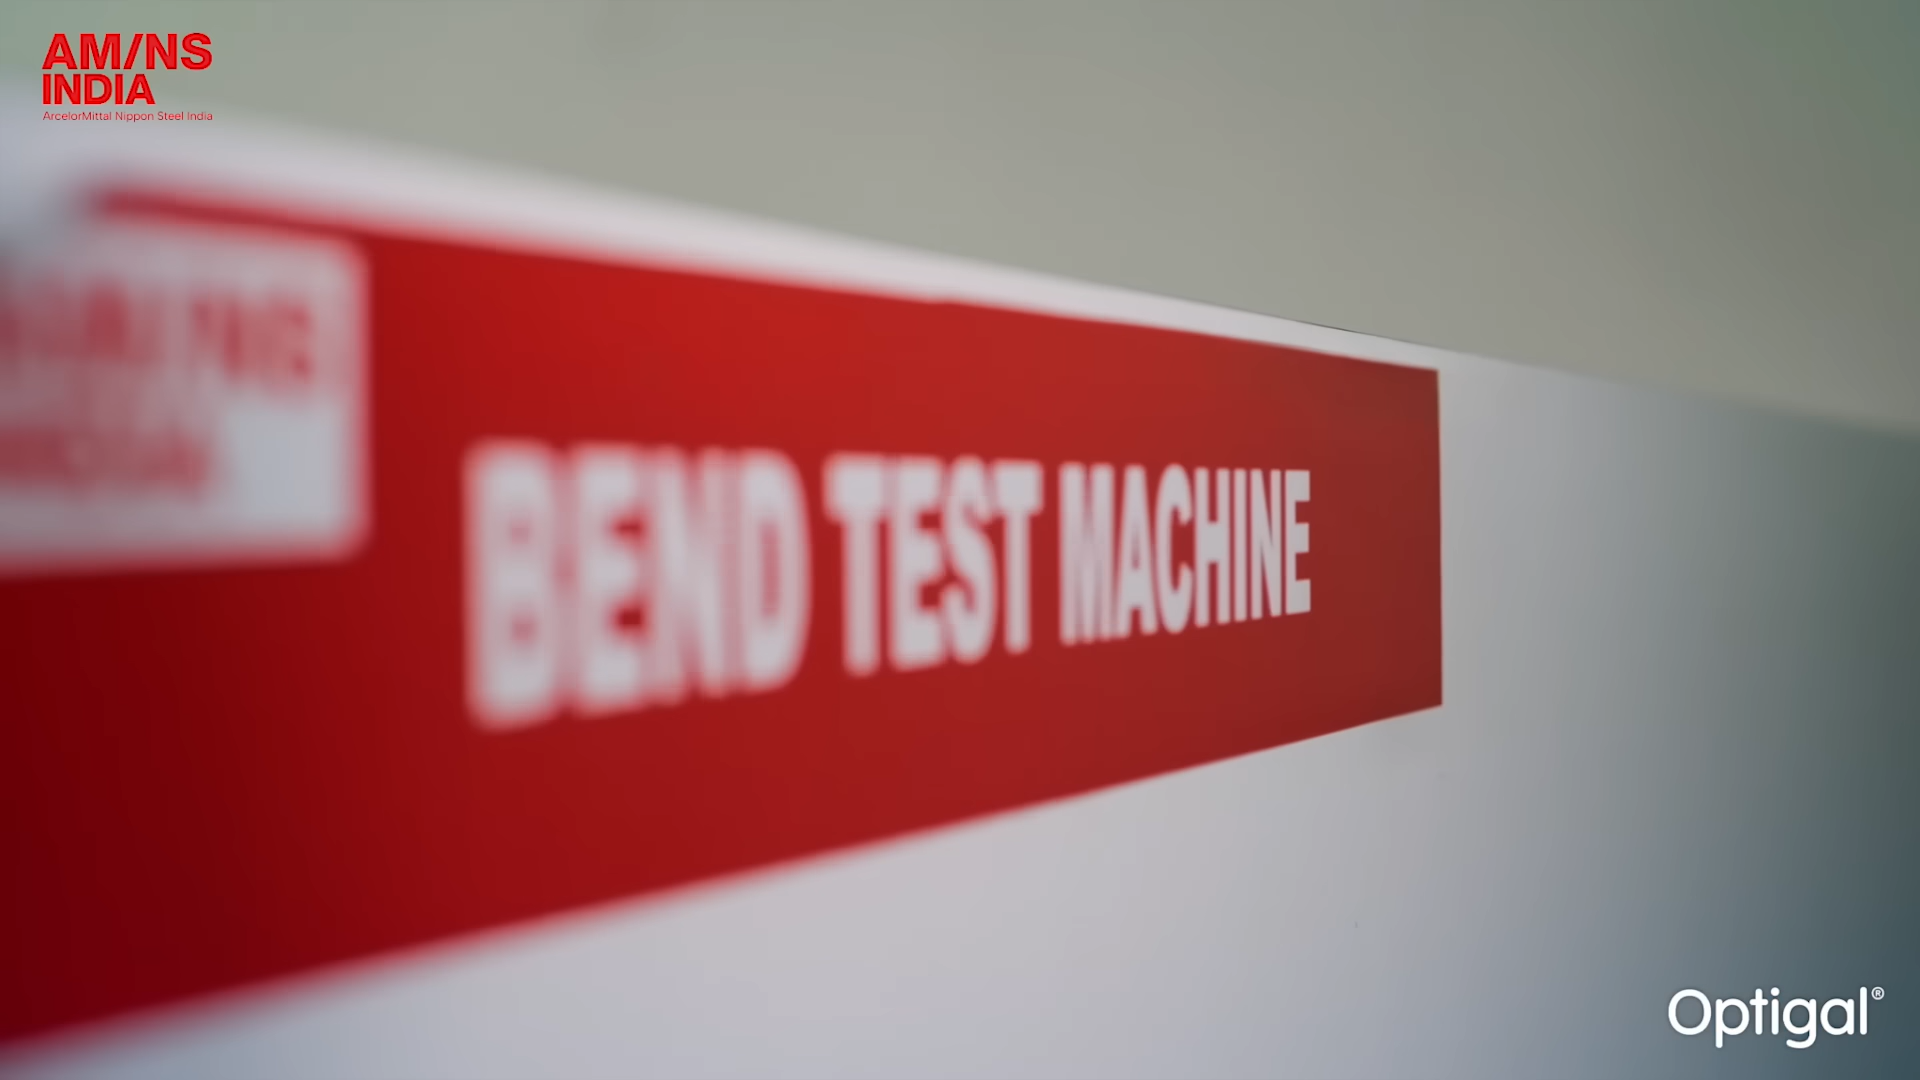 AM/NS
INDIA
ArcelorMittal Nippon Steel India
BEND TEST MACHINE
Optigal®